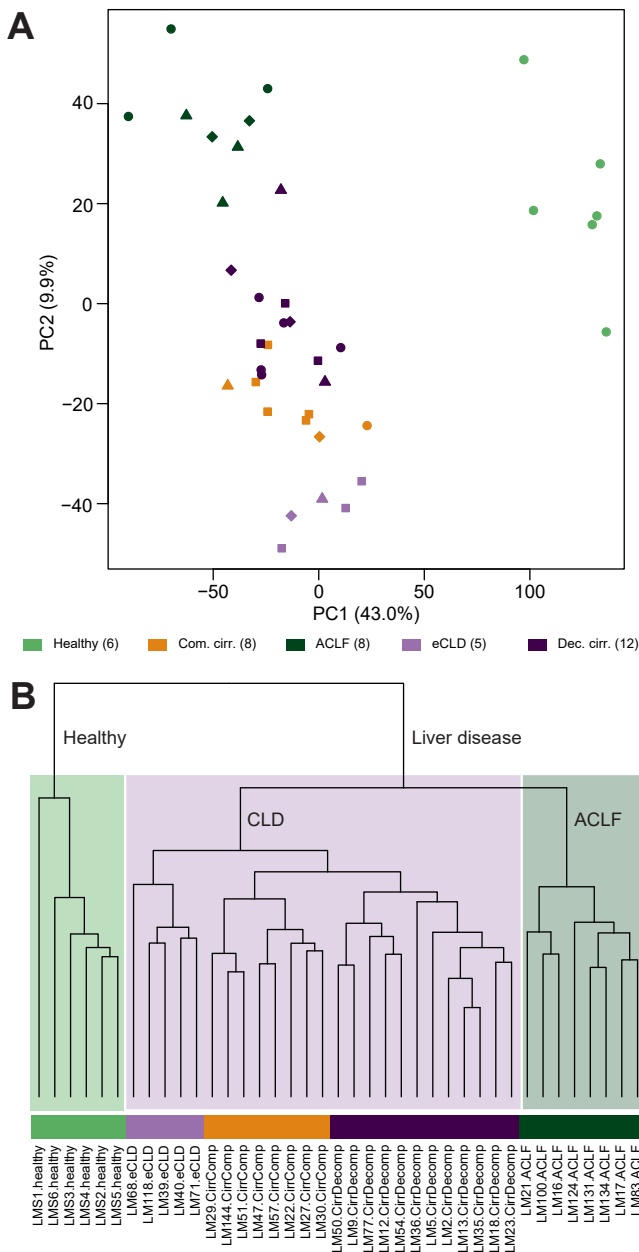 A
40
20
0
−20
−40
PC2 (9.9%)
−50
0
50
100
PC1 (43.0%)
Healthy (6)
Com. cirr. (8)
ACLF (8)
eCLD (5)
Dec. cirr. (12)
B
Healthy
Liver disease
CLD
ACLF
LMS1.healthy
LMS6.healthy
LMS3.healthy
LMS4.healthy
LMS2.healthy
LMS5.healthy
LM68.eCLD
LM118.eCLD
LM39.eCLD
LM40.eCLD
LM71.eCLD
LM29.CirrComp
LM144.CirrComp
LM51.CirrComp
LM47.CirrComp
LM57.CirrComp
LM22.CirrComp
LM27.CirrComp
LM30.CirrComp
LM50.CirrDecomp
LM9.CirrDecomp
LM77.CirrDecomp
LM12.CirrDecomp
LM54.CirrDecomp
LM36.CirrDecomp
LM5.CirrDecomp
LM2.CirrDecomp
LM13.CirrDecomp
LM35.CirrDecomp
LM18.CirrDecomp
LM23.CirrDecomp
LM21.ACLF
LM100.ACLF
LM16.ACLF
LM124.ACLF
LM131.ACLF
LM134.ACLF
LM17.ACLF
LM83.ACLF